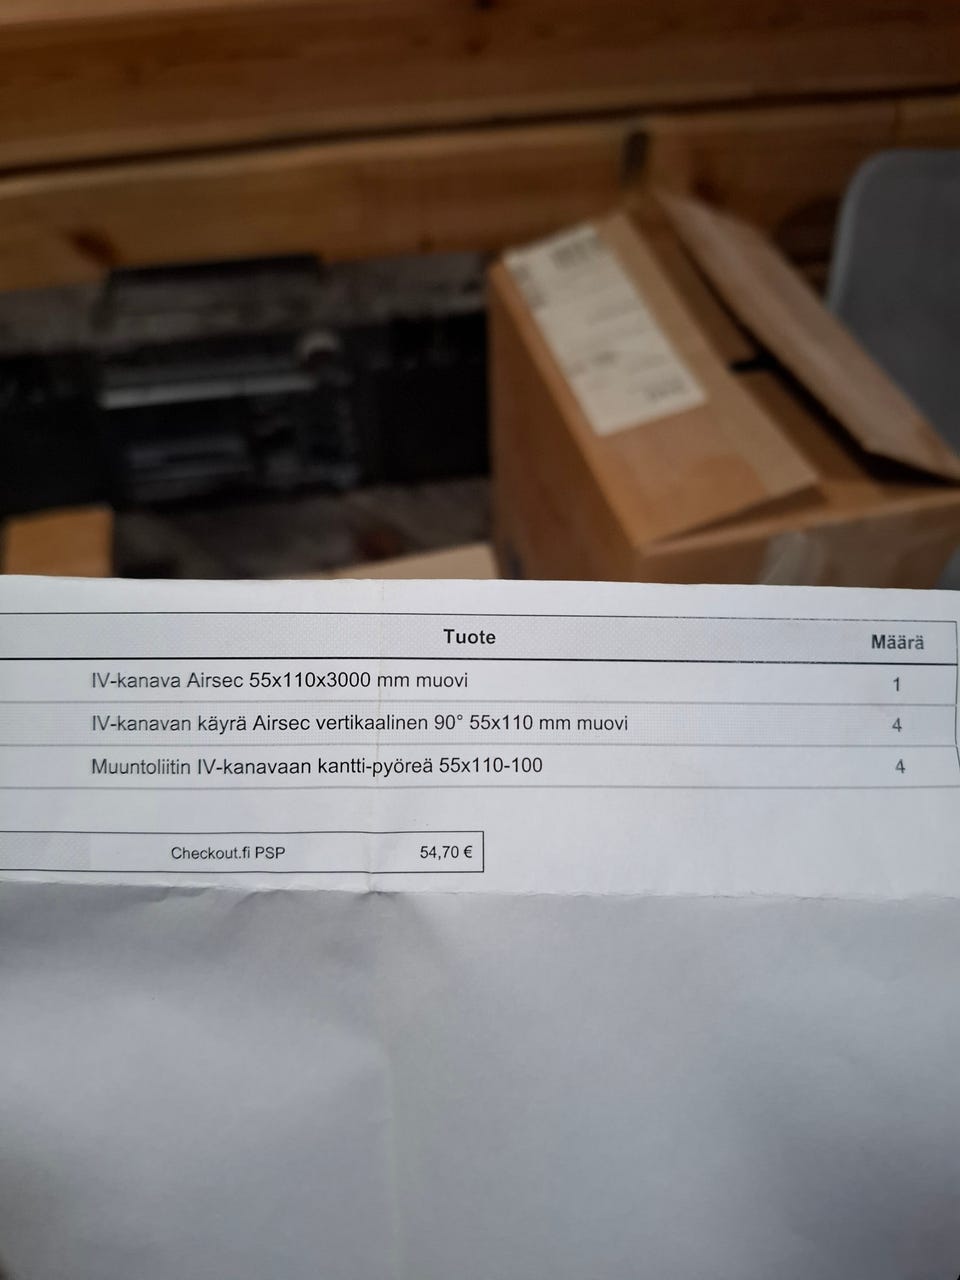 Tuote Määrä
IV-kanava Airsec 55x110x3000 mm muovi 1
IV-kanavan käyrä Airsec vertikaalinen 90° 55x110 mm muovi 4
Muuntoliitin IV-kanavaan kantti-pyöreä 55x110-100 4
Checkout.fi PSP 54,70 €